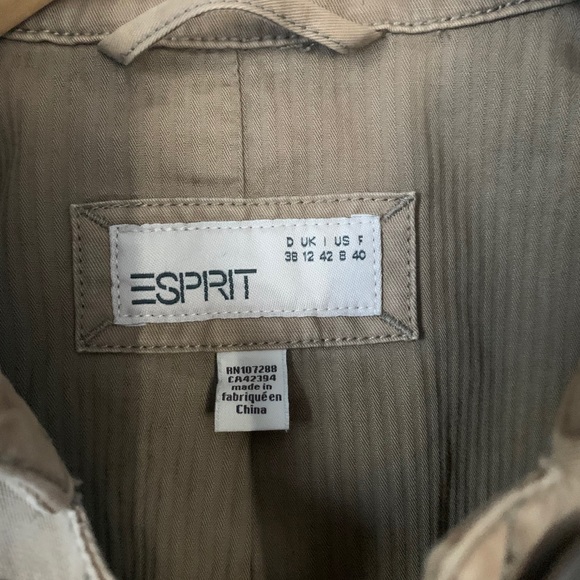 D UK I US F
38 12 42 8 40
ESPRIT
RN107288
CA42394
made in
fabriqué en
China